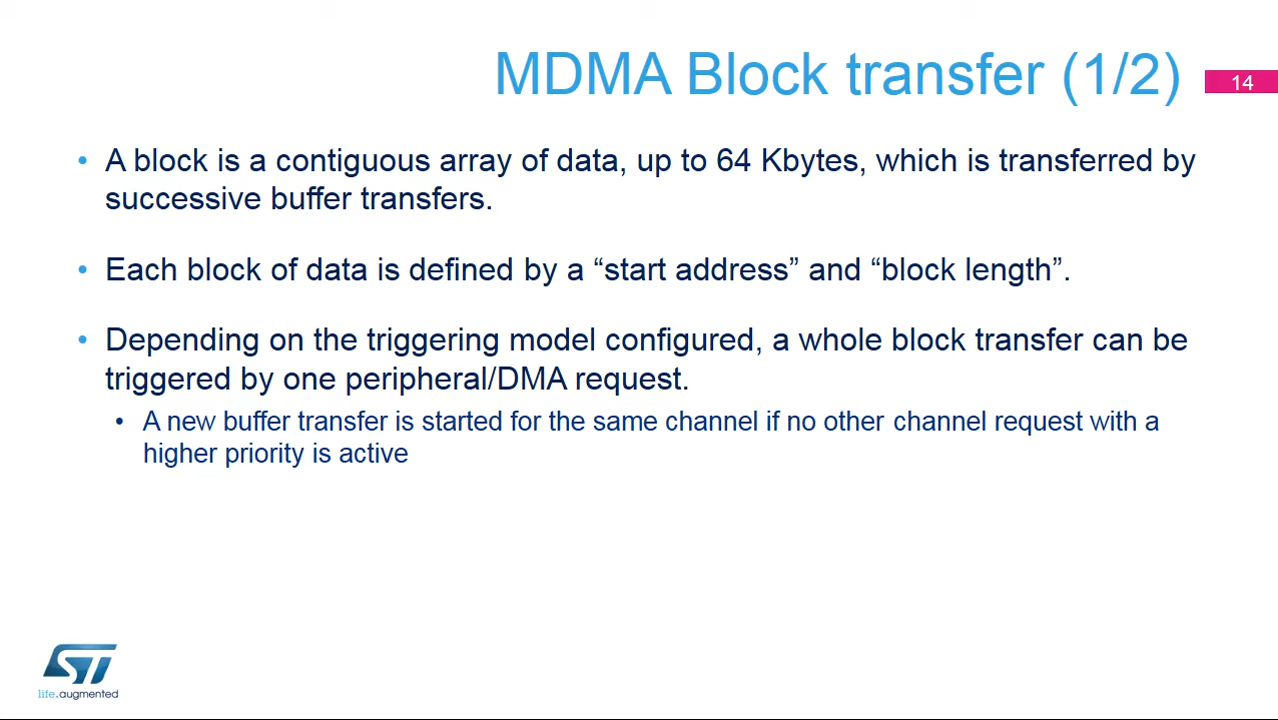 MDMA Block transfer (1/2)
14
• A block is a contiguous array of data, up to 64 Kbytes, which is transferred by
successive buffer transfers.
• Each block of data is defined by a “start address” and “block length”.
• Depending on the triggering model configured, a whole block transfer can be
triggered by one peripheral/DMA request.
• A new buffer transfer is started for the same channel if no other channel request with a
higher priority is active
ST
life.augmented